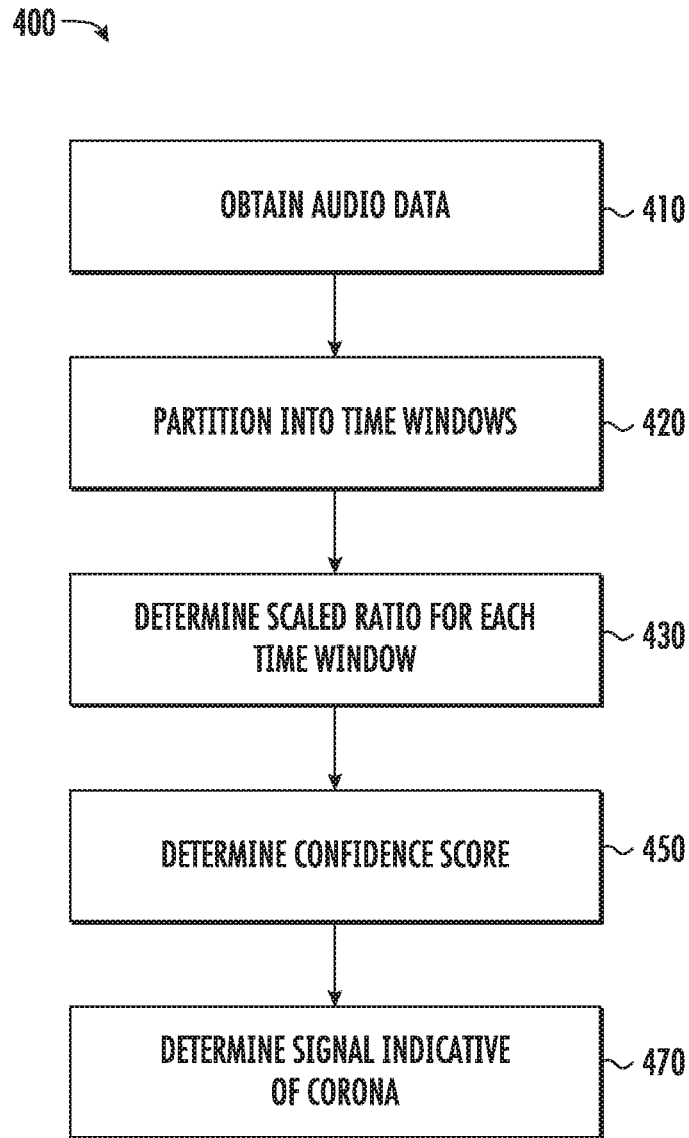 400
OBTAIN AUDIO DATA
410
PARTITION INTO TIME WINDOWS
420
DETERMINE SCALED RATIO FOR EACH
TIME WINDOW
430
DETERMINE CONFIDENCE SCORE
450
DETERMINE SIGNAL INDICATIVE
OF CORONA
470